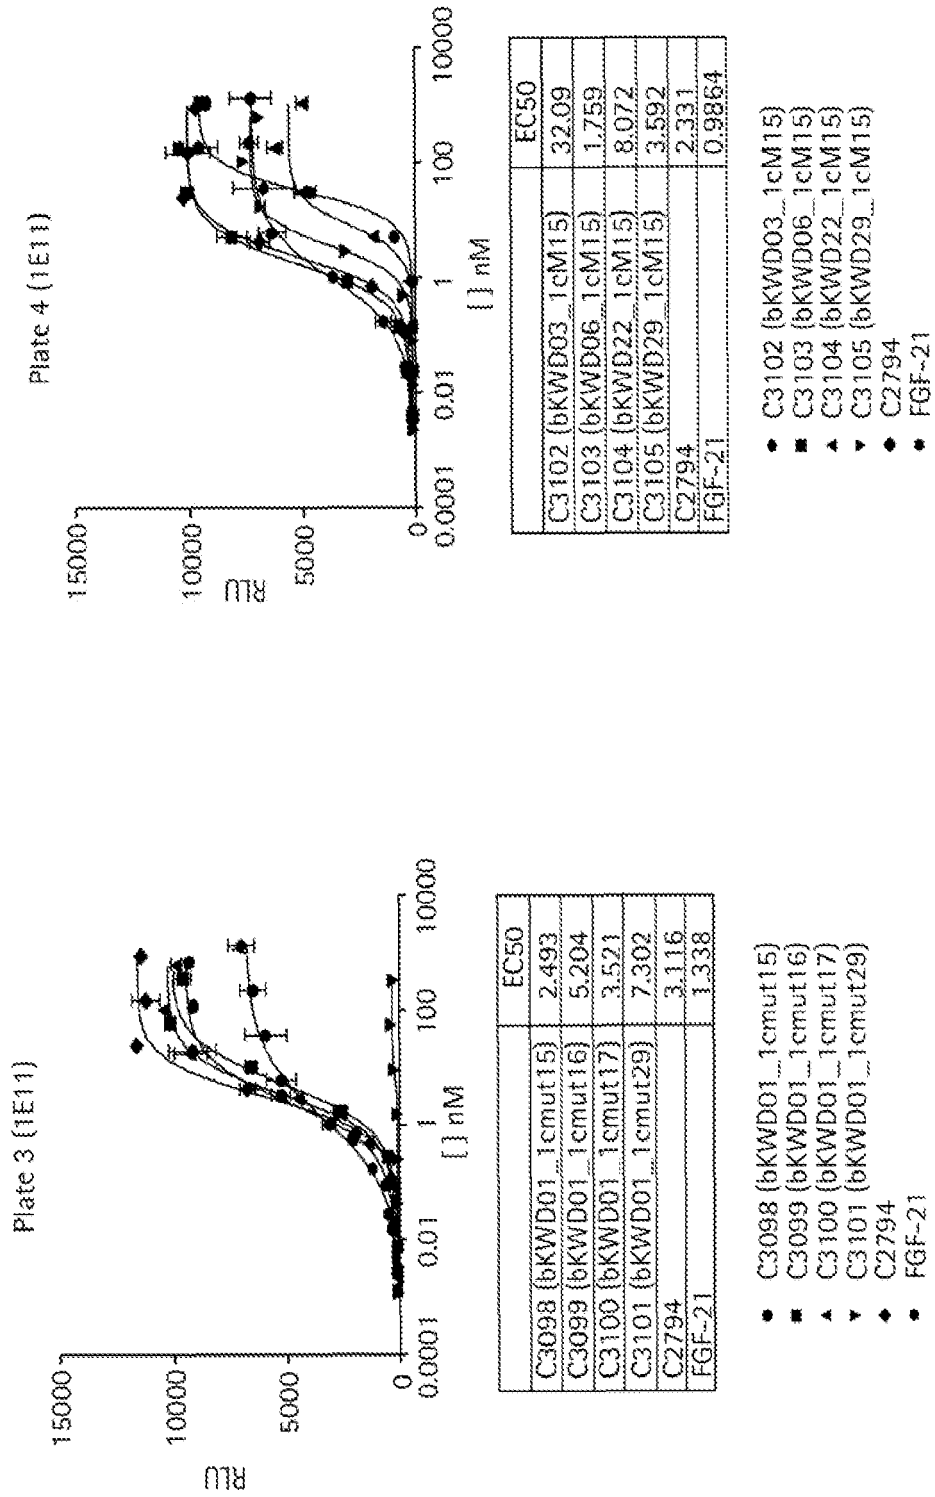 Plate 3 (1E11)
15000
10000
5000
0
RLU
0.0001
0.01
1
100
10000
[ ] nM
EC50
C3098 (bKWD01_1cmut15) 2.493
C3099 (bKWD01_1cmut16) 5.204
C3100 (bKWD01_1cmut17) 3.521
C3101 (bKWD01_1cmut29) 7.302
C2794 3.116
FGF-21 1.338
C3098 (bKWD01_1cmut15)
C3099 (bKWD01_1cmut16)
C3100 (bKWD01_1cmut17)
C3101 (bKWD01_1cmut29)
C2794
FGF-21
Plate 4 (1E11)
15000
10000
5000
0
RLU
0.0001
0.01
1
100
10000
[ ] nM
EC50
C3102 (bKWD03_1cM15) 32.09
C3103 (bKWD06_1cM15) 1.759
C3104 (bKWD22_1cM15) 8.072
C3105 (bKWD29_1cM15) 3.592
C2794 2.331
FGF-21 0.9864
C3102 (bKWD03_1cM15)
C3103 (bKWD06_1cM15)
C3104 (bKWD22_1cM15)
C3105 (bKWD29_1cM15)
C2794
FGF-21